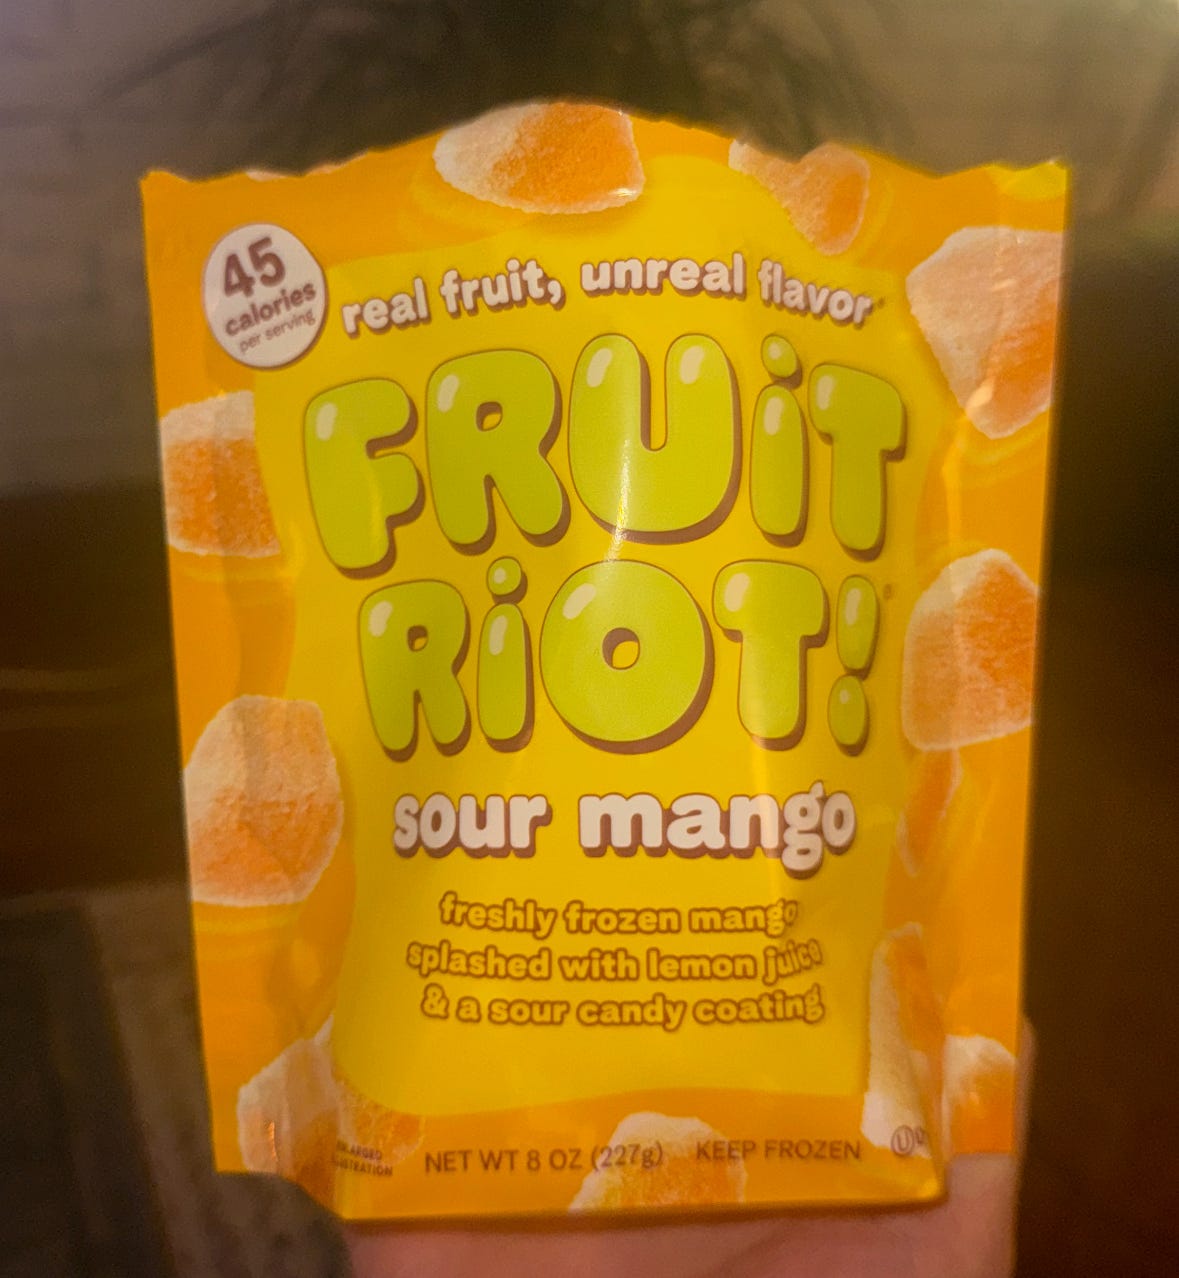 45
calories
per serving
real fruit, unreal flavor
FRUiT
RiOT!
sour mango
freshly frozen mango
splashed with lemon juice
& a sour candy coating
NET WT 8 OZ (227g) KEEP FROZEN U